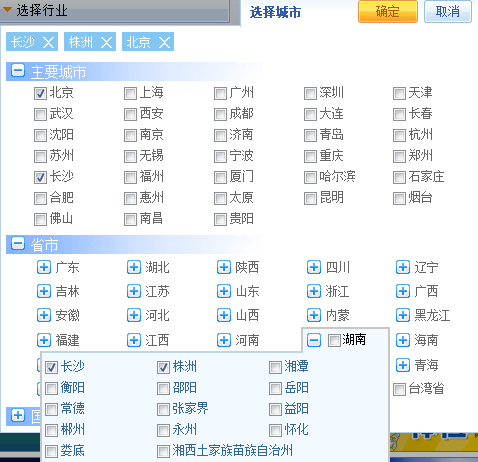 选择行业 选择城市 确定 取消
长沙 株洲 北京
主要城市
北京 上海 广州 深圳 天津
武汉 西安 成都 大连 长春
沈阳 南京 济南 青岛 杭州
苏州 无锡 宁波 重庆 郑州
长沙 福州 厦门 哈尔滨 石家庄
合肥 惠州 太原 昆明 烟台
佛山 南昌 贵阳
省市
广东 湖北 陕西 四川 辽宁
吉林 江苏 山东 浙江 广西
安徽 河北 山西 内蒙 黑龙江
福建 江西 河南 湖南 海南
长沙 株洲 湘潭 青海
衡阳 邵阳 岳阳 台湾省
常德 张家界 益阳
郴州 永州 怀化
娄底 湘西土家族苗族自治州